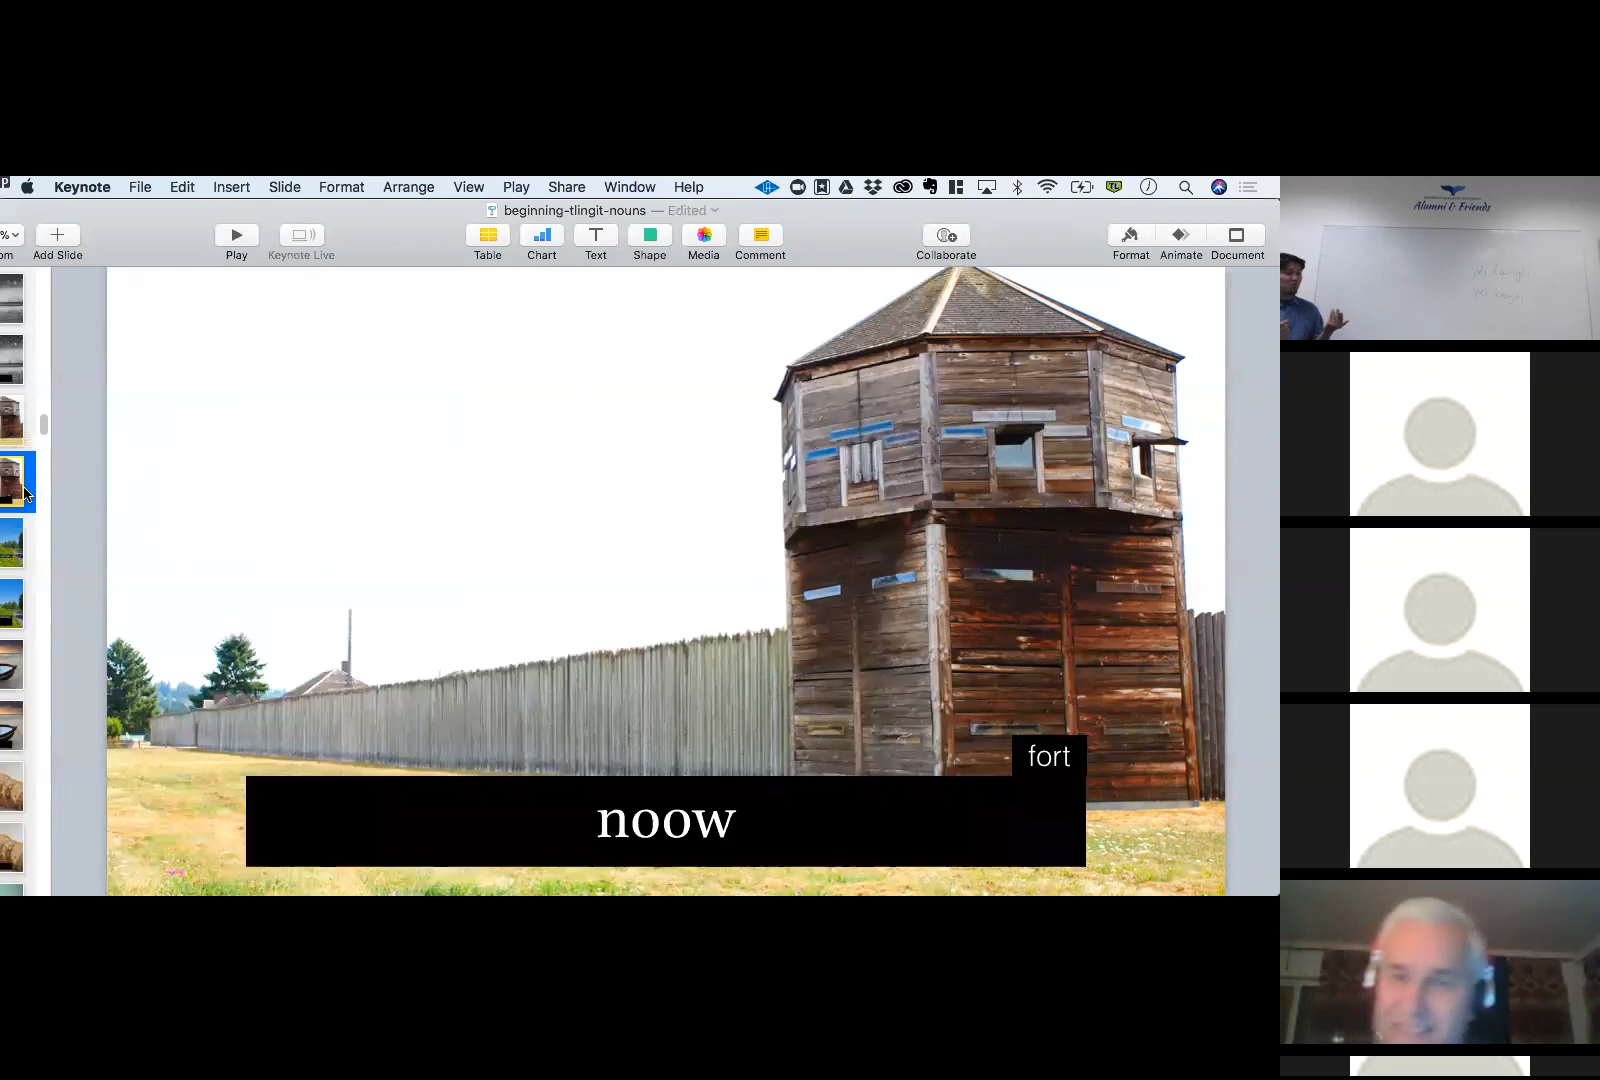 Keynote File Edit Insert Slide Format Arrange View Play Share Window Help
beginning-tlingit-nouns — Edited
%
om Add Slide Play Keynote Live Table Chart Text Shape Media Comment Collaborate Format Animate Document
fort
noow
Alumni & Friends